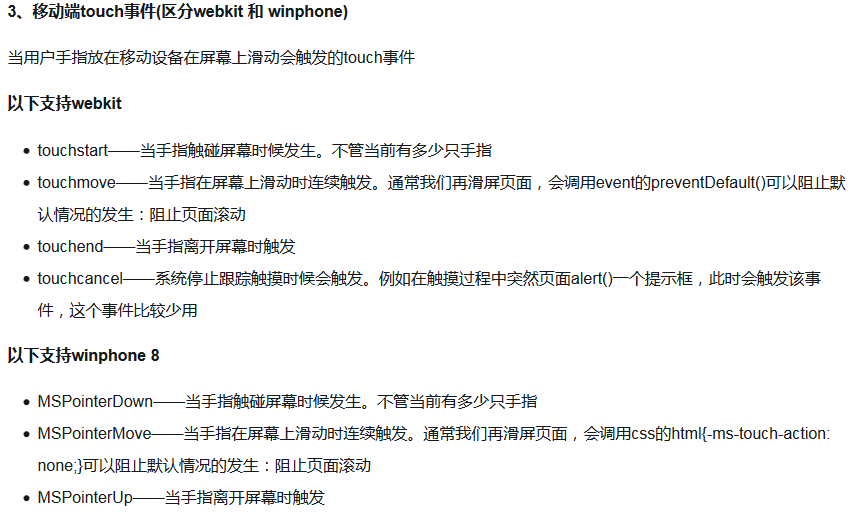 3、移动端touch事件(区分webkit 和 winphone)
当用户手指放在移动设备在屏幕上滑动会触发的touch事件
以下支持webkit
touchstart——当手指触碰屏幕时候发生。不管当前有多少只手指
touchmove——当手指在屏幕上滑动时连续触发。通常我们再滑屏页面，会调用event的preventDefault()可以阻止默
认情况的发生：阻止页面滚动
touchend——当手指离开屏幕时触发
touchcancel——系统停止跟踪触摸时候会触发。例如在触摸过程中突然页面alert()一个提示框，此时会触发该事
件，这个事件比较少用
以下支持winphone 8
MSPointerDown——当手指触碰屏幕时候发生。不管当前有多少只手指
MSPointerMove——当手指在屏幕上滑动时连续触发。通常我们再滑屏页面，会调用css的html{-ms-touch-action:
none;}可以阻止默认情况的发生：阻止页面滚动
MSPointerUp——当手指离开屏幕时触发